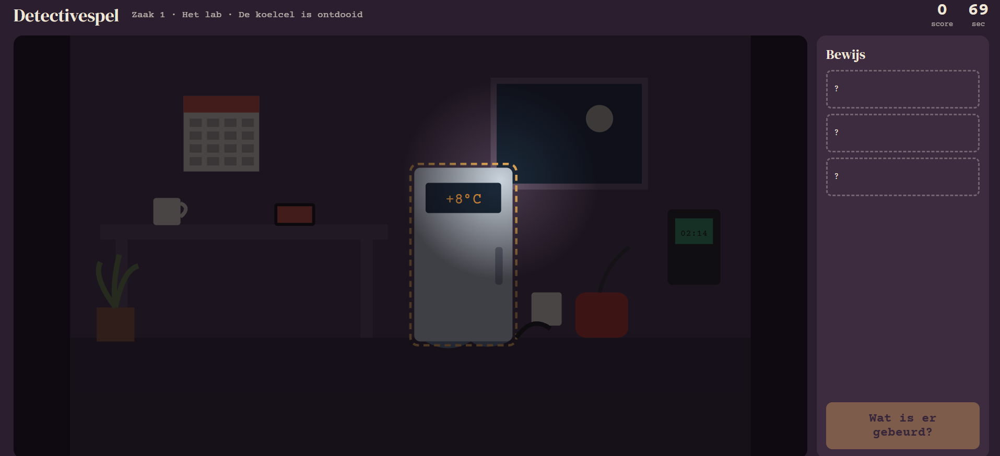 Detectivespel
Zaak 1 · Het lab · De koelcel is ontdooid
0
score
69
sec
Bewijs
?
?
?
+8°C
02:14
Wat is er
gebeurd?